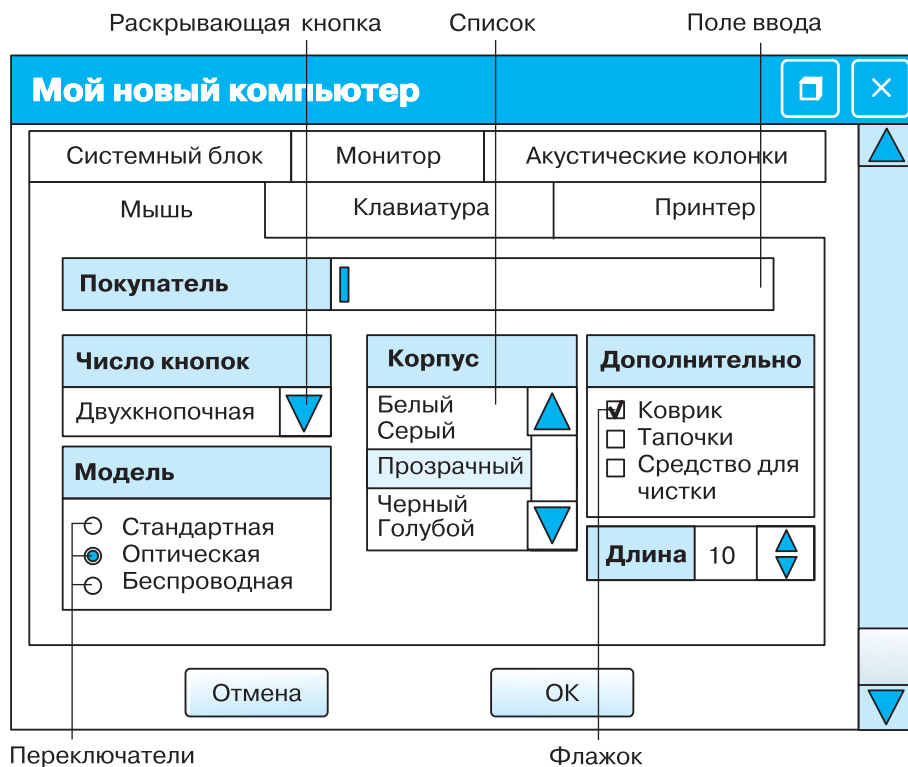 Раскрывающая кнопка Список Поле ввода
Мой новый компьютер
Системный блок Монитор Акустические колонки
Мышь Клавиатура Принтер
Покупатель
Число кнопок
Двухкнопочная
Модель
Стандартная
Оптическая
Беспроводная
Корпус
Белый
Серый
Прозрачный
Черный
Голубой
Дополнительно
Коврик
Тапочки
Средство для
чистки
Длина 10
Отмена ОК
Переключатели Флажок